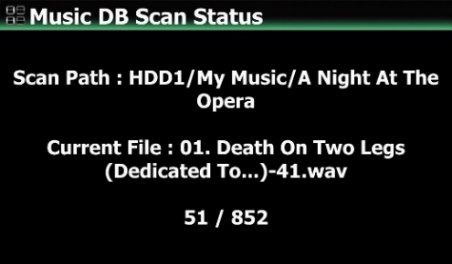 Music DB Scan Status
Scan Path : HDD1/My Music/A Night At The
Opera
Current File : 01. Death On Two Legs
(Dedicated To...)-41.wav
51 / 852